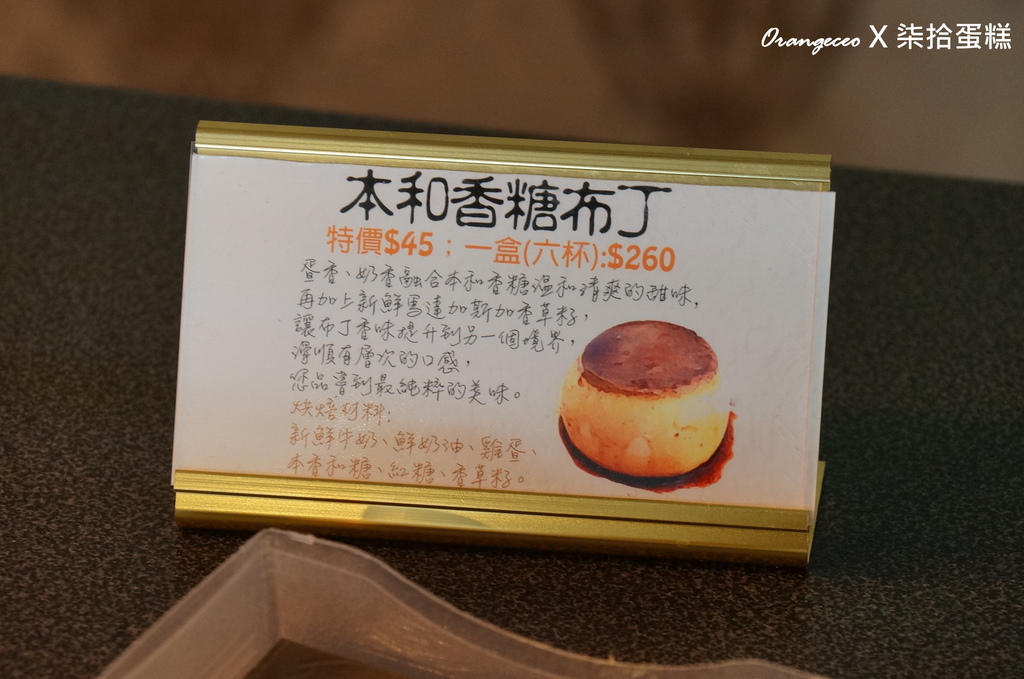 Orangeceo X 柒拾蛋糕
本和香糖布丁
特價$45；一盒(六杯):$260
蛋香、奶香融合本和香糖溫和清爽的甜味，
再加上新鮮馬達加斯加香草籽，
讓布丁香味提升到另一個境界，
滑順有層次的口感，
您品嘗到最純粹的美味。
烘焙材料:
新鮮牛奶、鮮奶油、雞蛋、
本香和糖、紅糖、香草籽。